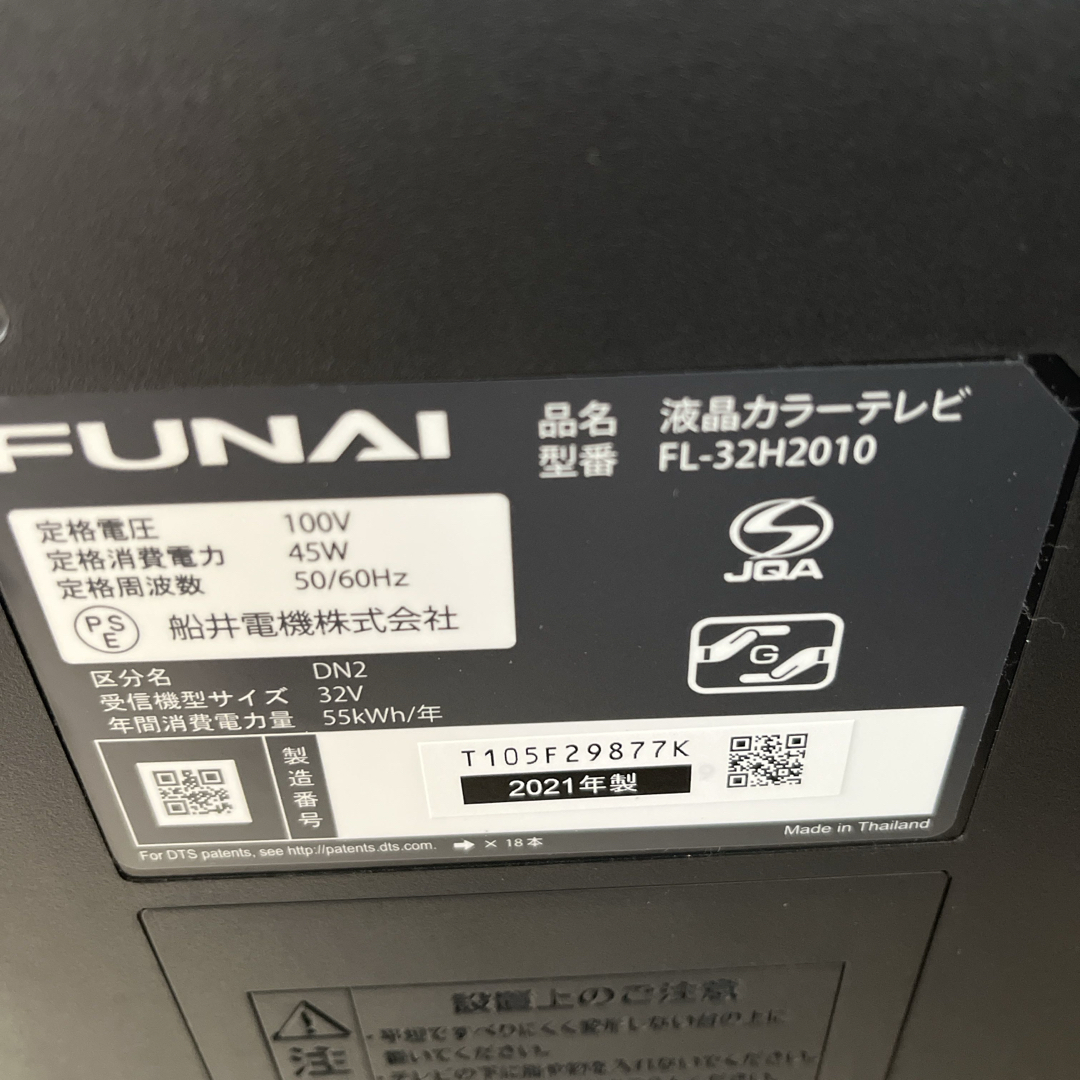 FUNAI
品名 液晶カラーテレビ
型番 FL-32H2010
定格電圧 100V
定格消費電力 45W
定格周波数 50/60Hz
PSE 船井電機株式会社
JQA
G
区分名 DN2
受信機型サイズ 32V
年間消費電力量 55kWh/年
製造番号
T105F29877K
2021年製
Made in Thailand
For DTS patents, see http://patents.dts.com. ➡ × 18本
設置上のご注意
注